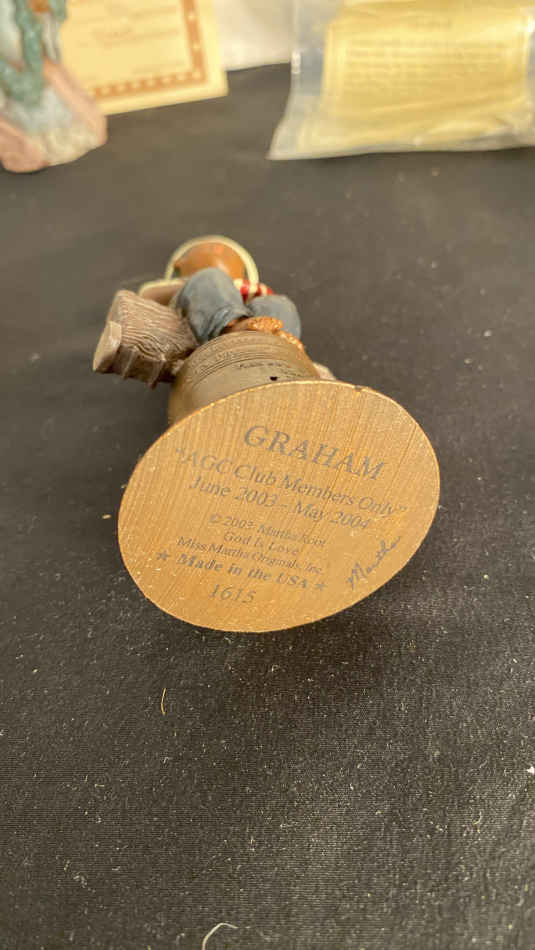 GRAHAM
"AGC Club Members Only"
June 2003 - May 2004
© 2003 Martha Root
God Is Love
Miss Martha Originals, Inc.
★ Made in the USA ★
1615
Martha